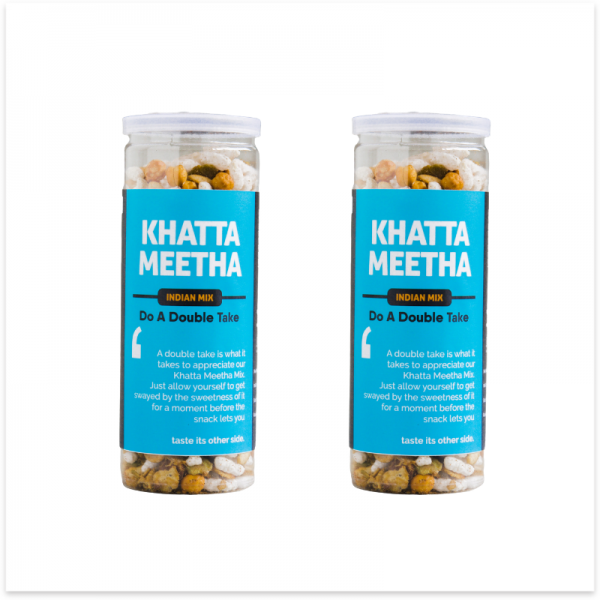 KHATTA
MEETHA
INDIAN MIX
Do A Double Take
‘
A double take is what it
takes to appreciate our
Khatta Meetha Mix.
Just allow yourself to get
swayed by the sweetness of it
for a moment before the
snack lets you
taste its other side.
KHATTA
MEETHA
INDIAN MIX
Do A Double Take
‘
A double take is what it
takes to appreciate our
Khatta Meetha Mix.
Just allow yourself to get
swayed by the sweetness of it
for a moment before the
snack lets you
taste its other side.